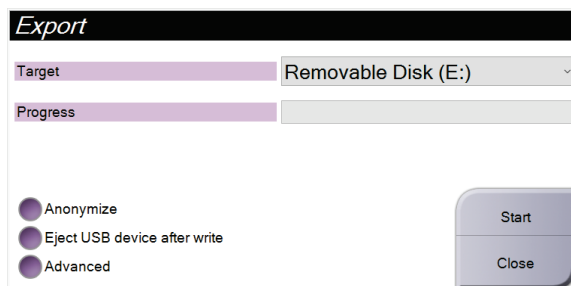 Export
Target
Removable Disk (E:)
Progress
Anonymize
Eject USB device after write
Advanced
Start
Close